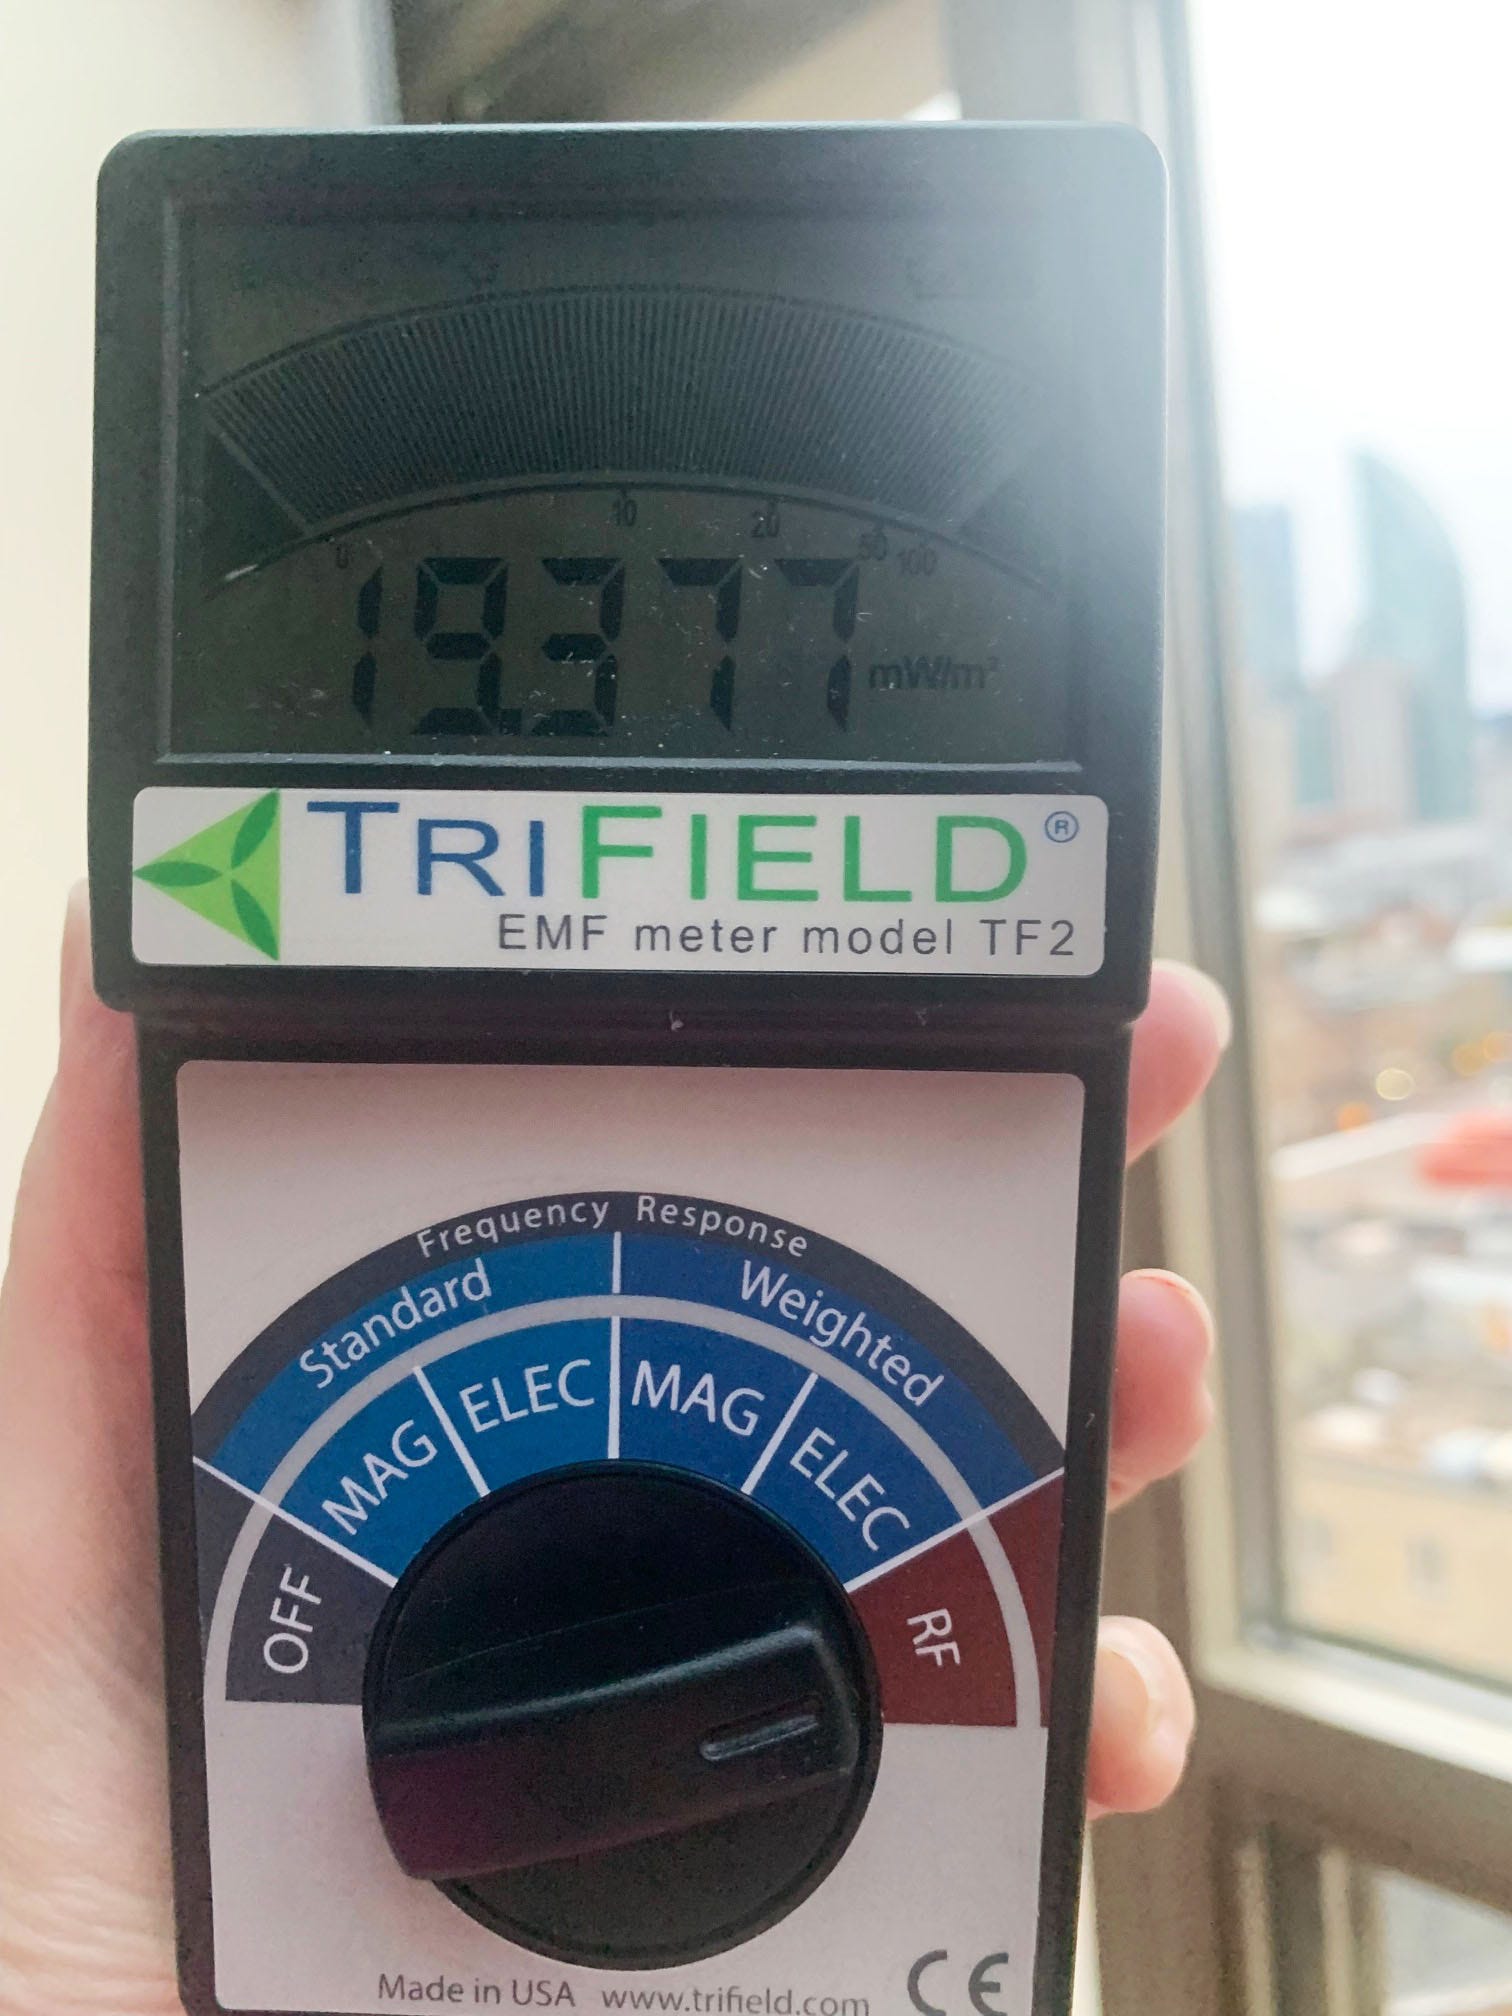 0 10 20 50 100
19.377 mW/m²
TRIFIELD®
EMF meter model TF2
Frequency Response
Standard Weighted
OFF MAG ELEC MAG ELEC RF
Made in USA www.trifield.com CE